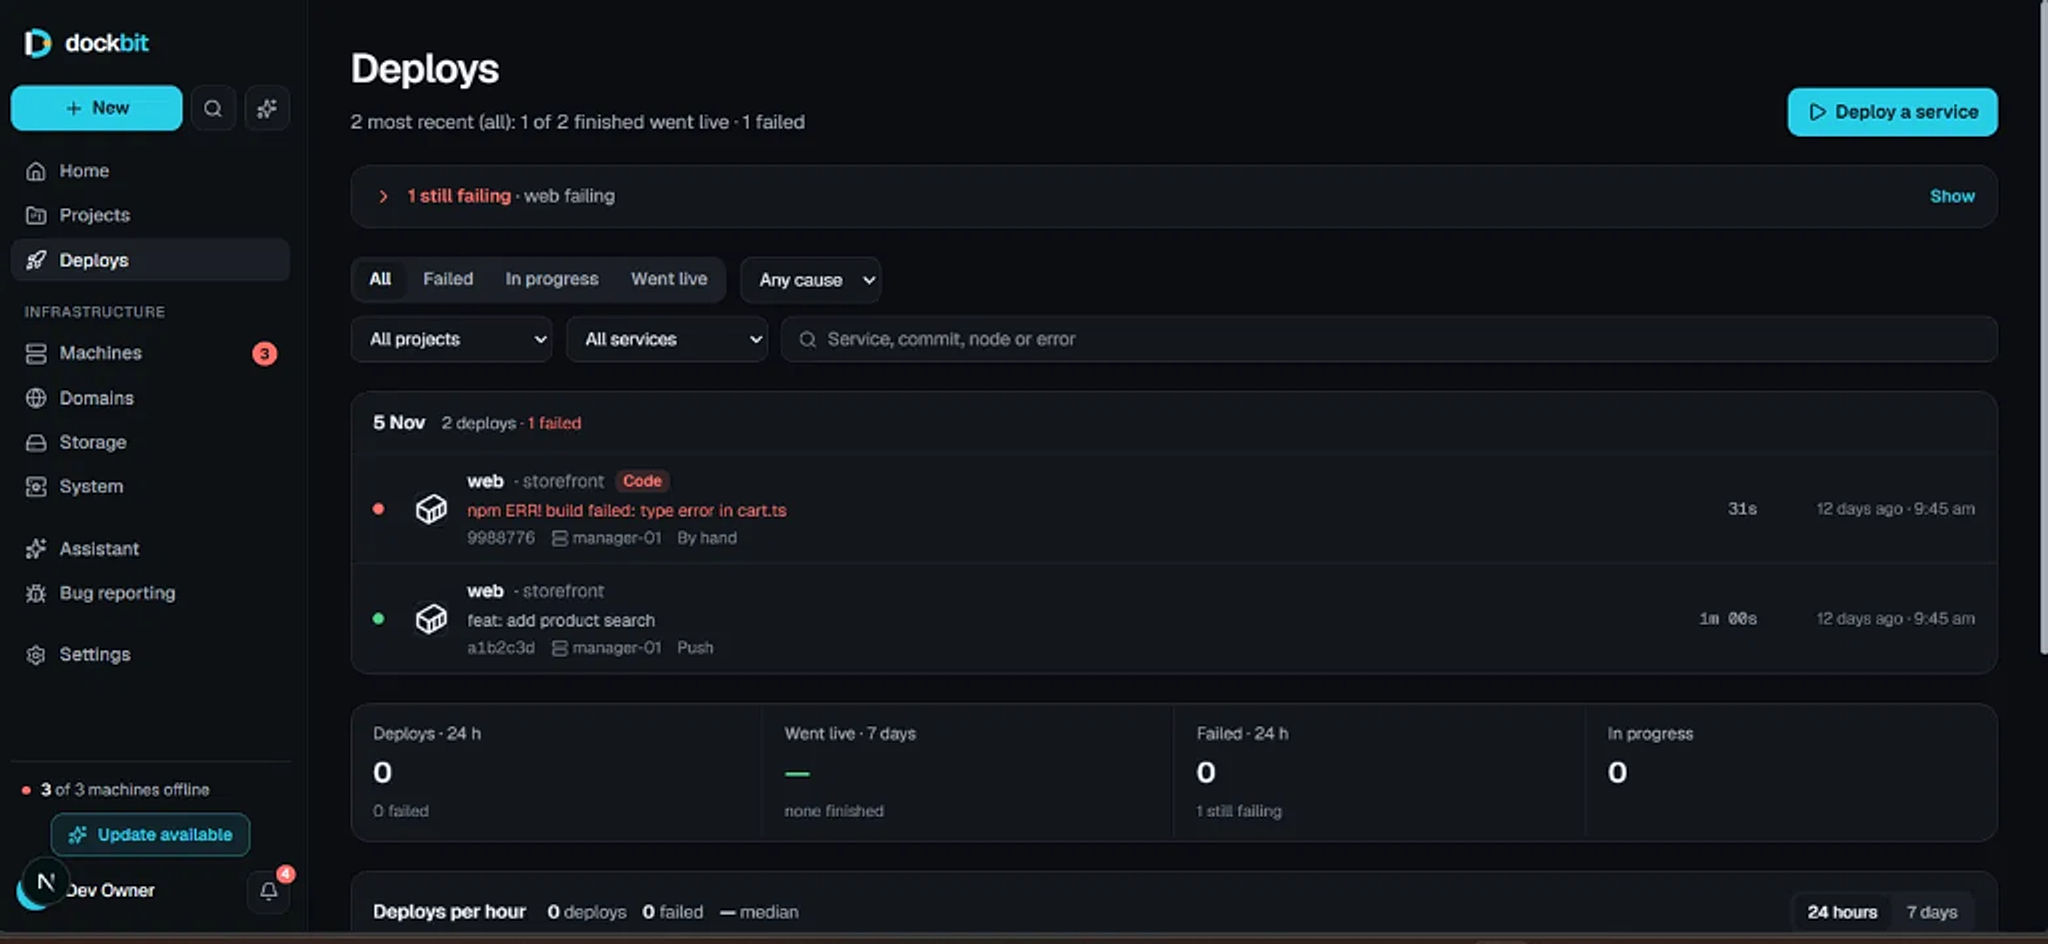 dockbit
+ New
Home
Projects
Deploys
INFRASTRUCTURE
Machines 3
Domains
Storage
System
Assistant
Bug reporting
Settings
3 of 3 machines offline
Update available
N Dev Owner 4
Deploys
2 most recent (all): 1 of 2 finished went live · 1 failed
Deploy a service
1 still failing · web failing Show
All Failed In progress Went live Any cause
All projects All services Service, commit, node or error
5 Nov 2 deploys · 1 failed
web · storefront Code
npm ERR! build failed: type error in cart.ts
31s 12 days ago · 9:45 am
9988776 manager-01 By hand
web · storefront
feat: add product search
1m 00s 12 days ago · 9:45 am
a1b2c3d manager-01 Push
Deploys · 24 h
0
0 failed
Went live · 7 days
—
none finished
Failed · 24 h
0
1 still failing
In progress
0
Deploys per hour 0 deploys 0 failed — median
24 hours 7 days